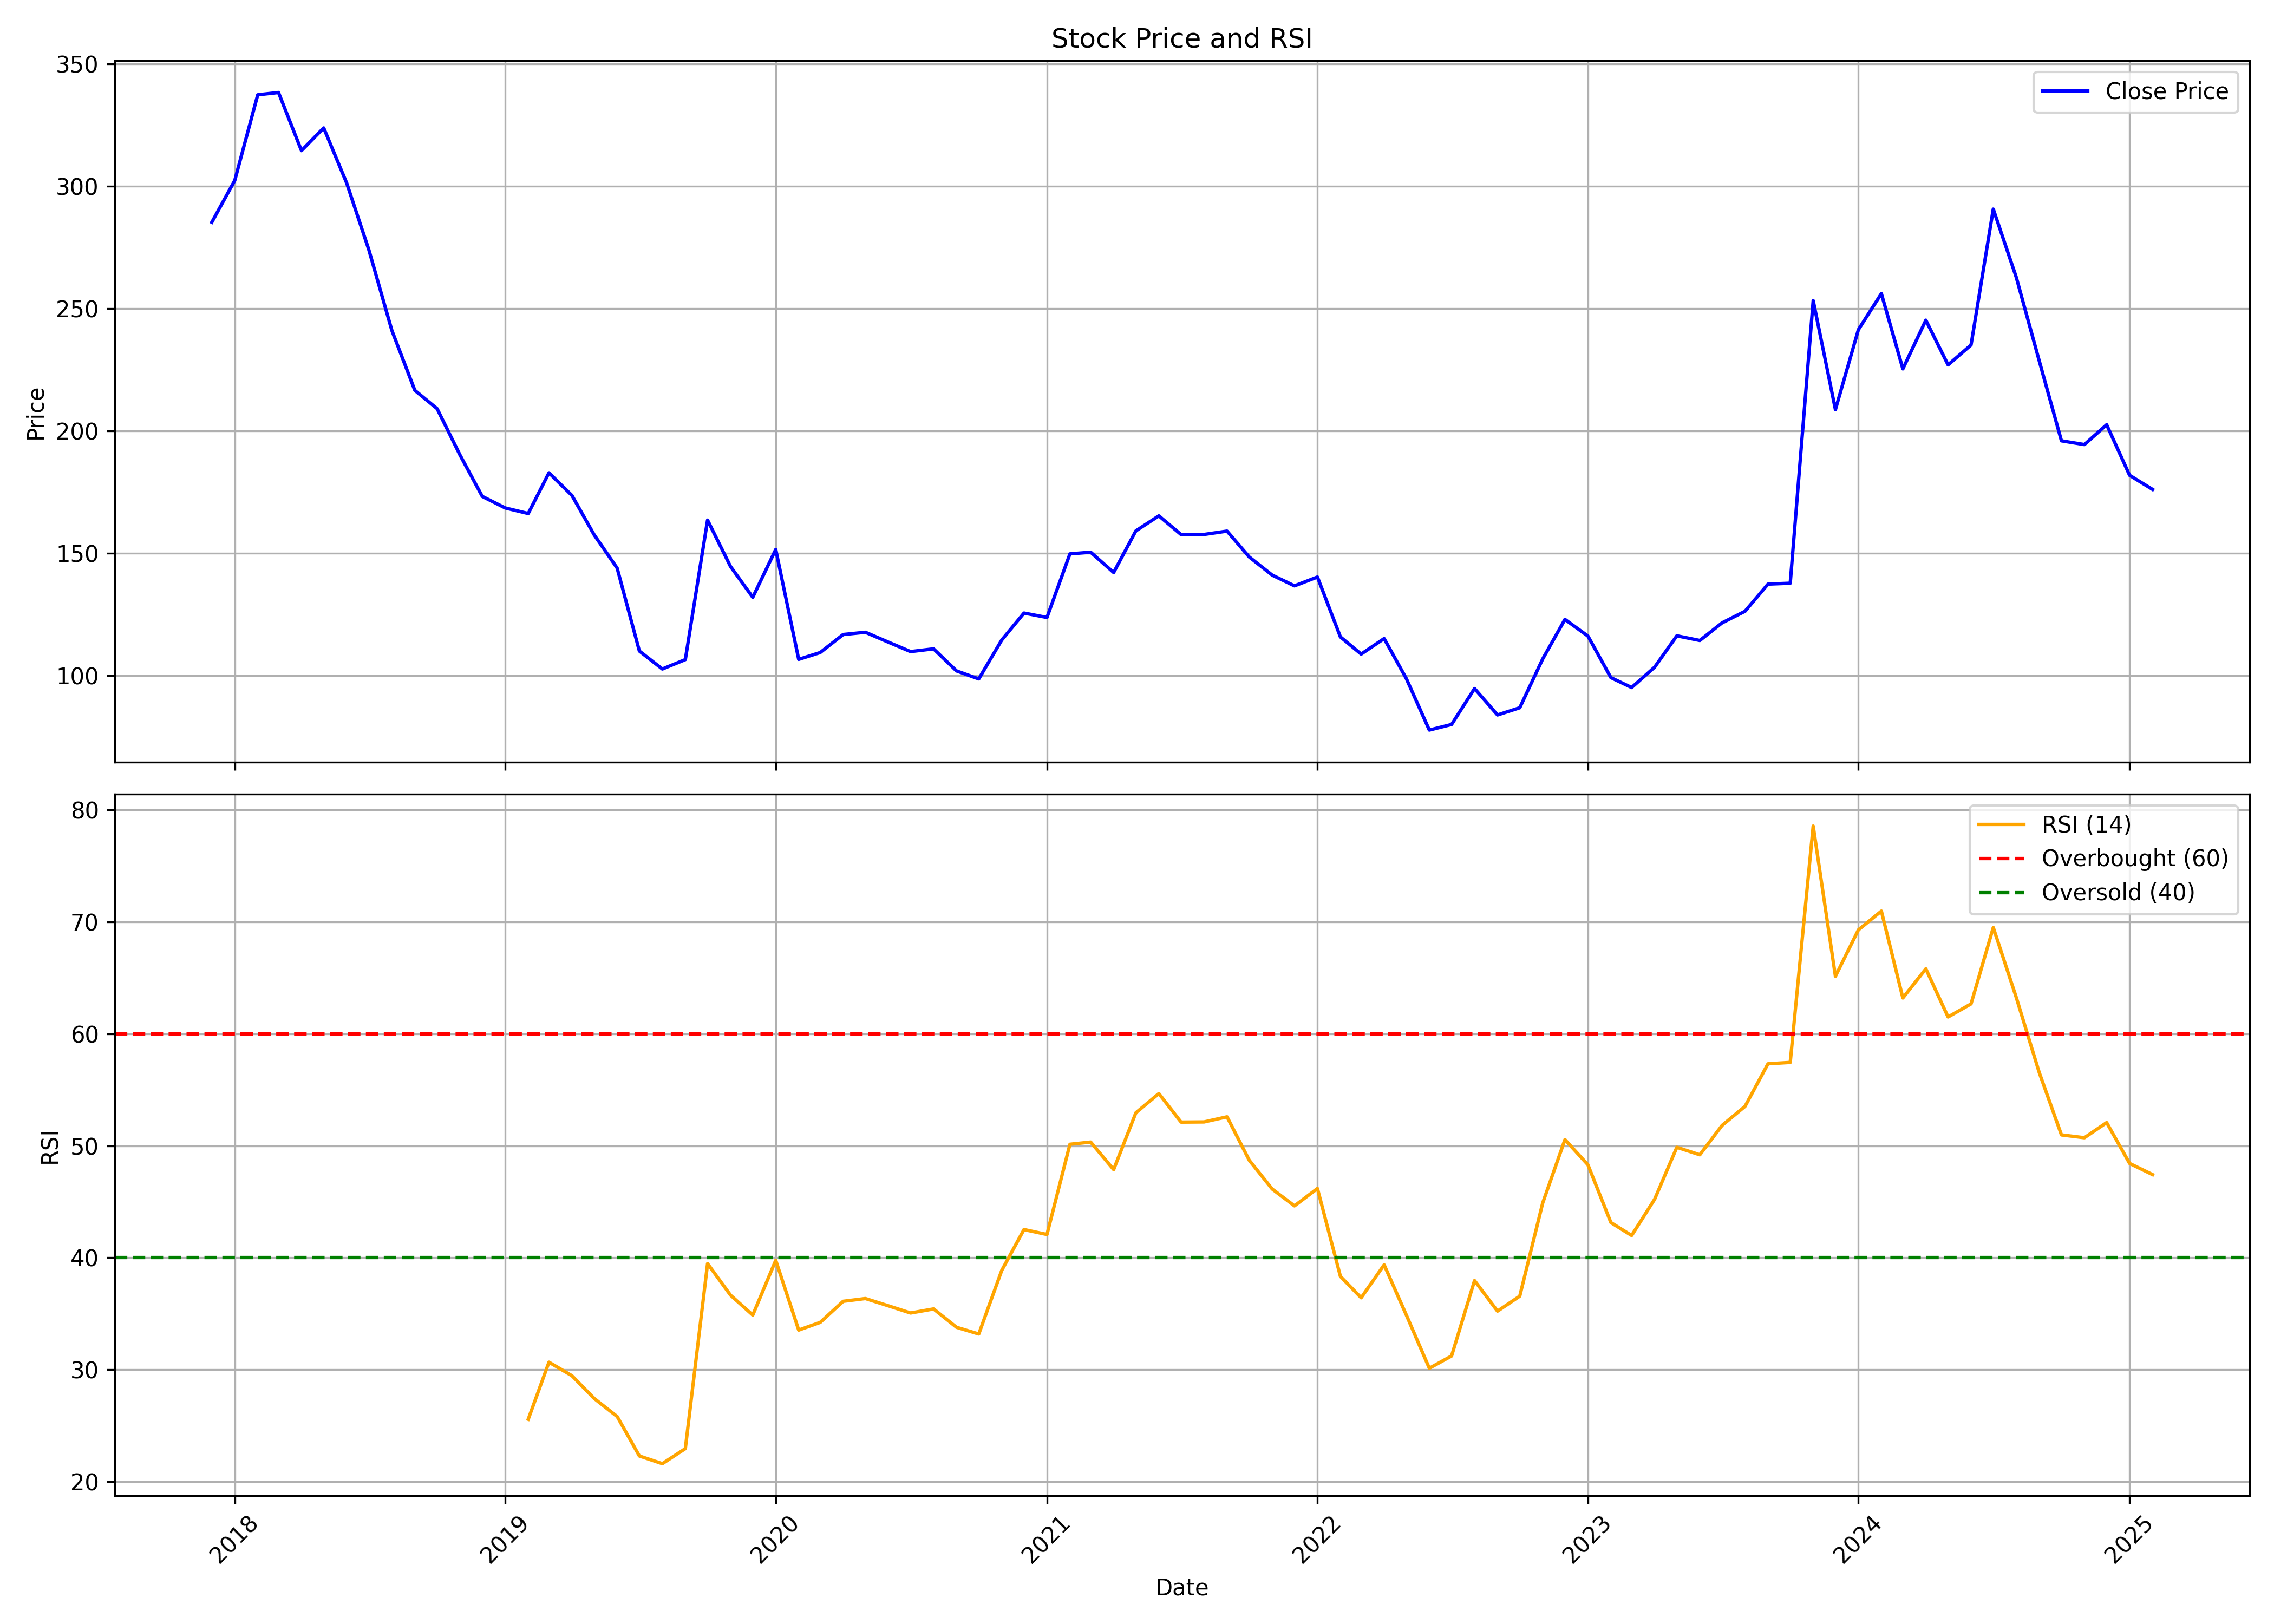 Stock Price and RSI
350
300
250
200
150
100
Price
Close Price
80
70
60
50
40
30
20
RSI
RSI (14)
Overbought (60)
Oversold (40)
2018
2019
2020
2021
2022
2023
2024
2025
Date